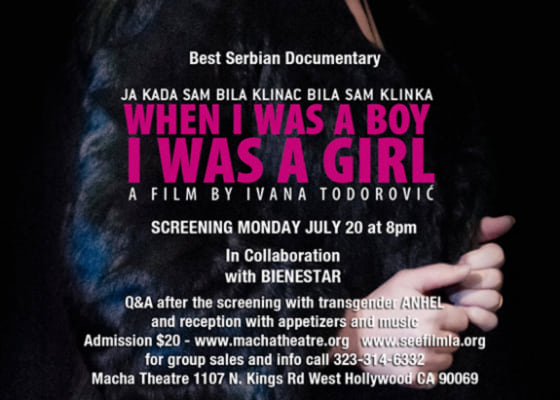 Best Serbian Documentary
JA KADA SAM BILA KLINAC BILA SAM KLINKA
WHEN I WAS A BOY
I WAS A GIRL
A FILM BY IVANA TODOROVIĆ
SCREENING MONDAY JULY 20 at 8pm
In Collaboration
with BIENESTAR
Q&A after the screening with transgender ANHEL
and reception with appetizers and music
Admission $20 - www.machatheatre.org www.seefilmla.org
for group sales and info call 323-314-6332
Macha Theatre 1107 N. Kings Rd West Hollywood CA 90069